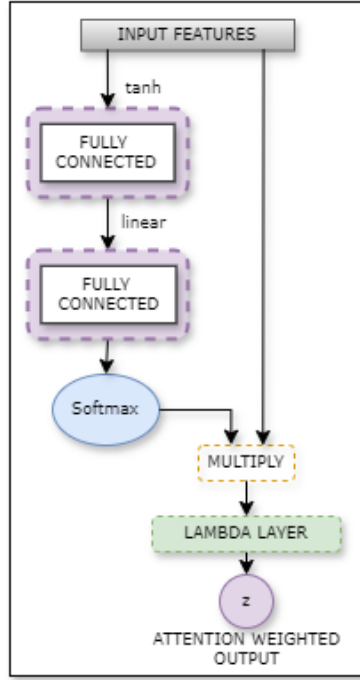 INPUT FEATURES
tanh
FULLY
CONNECTED
linear
FULLY
CONNECTED
Softmax
MULTIPLY
LAMBDA LAYER
z
ATTENTION WEIGHTED
OUTPUT